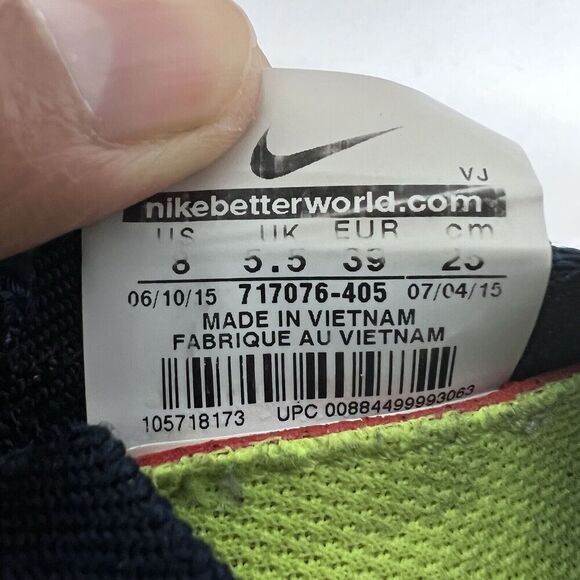 VJ
nikebetterworld.com
US UK EUR cm
8 5.5 39 25
06/10/15 717076-405 07/04/15
MADE IN VIETNAM
FABRIQUE AU VIETNAM
105718173 UPC 00884499993063